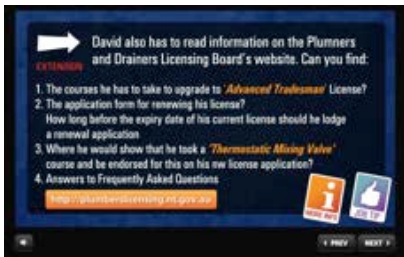 David also has to read information on the Plumners
and Drainers Licensing Board's website. Can you find:
EXTENSION
1. The courses he has to take to upgrade to 'Advanced Tradesman' License?
2. The application form for renewing his license?
How long before the expiry date of his current license should he lodge
a renewal application
3. Where he would show that he took a 'Thermostatic Mixing Valve'
course and be endorsed for this on his nw license application?
4. Answers to Frequently Asked Questions
http://plumberslicensing.nt.gov.au
MORE INFO
JOB TIP
PREV
NEXT